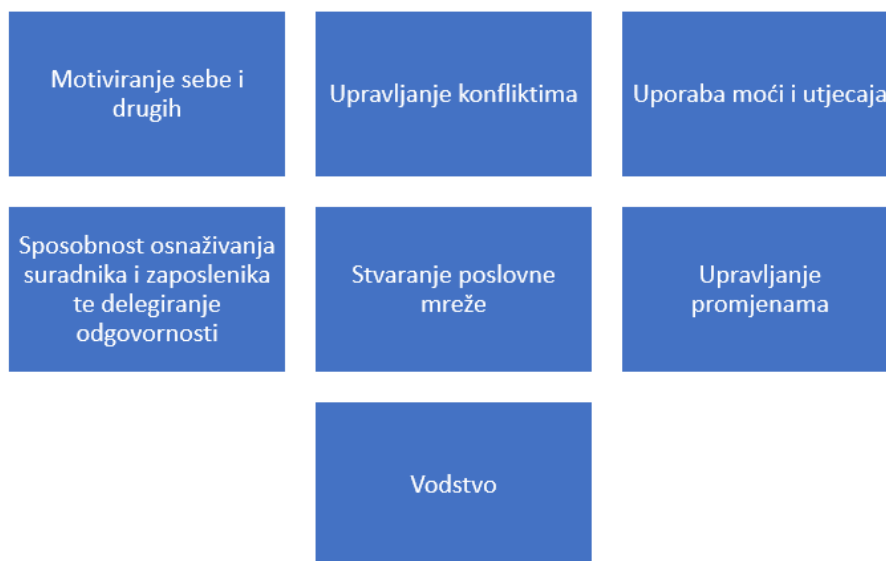 Motiviranje sebe i
drugih
Upravljanje konfliktima
Uporaba moći i utjecaja
Sposobnost osnaživanja
suradnika i zaposlenika
te delegiranje
odgovornosti
Stvaranje poslovne
mreže
Upravljanje
promjenama
Vodstvo